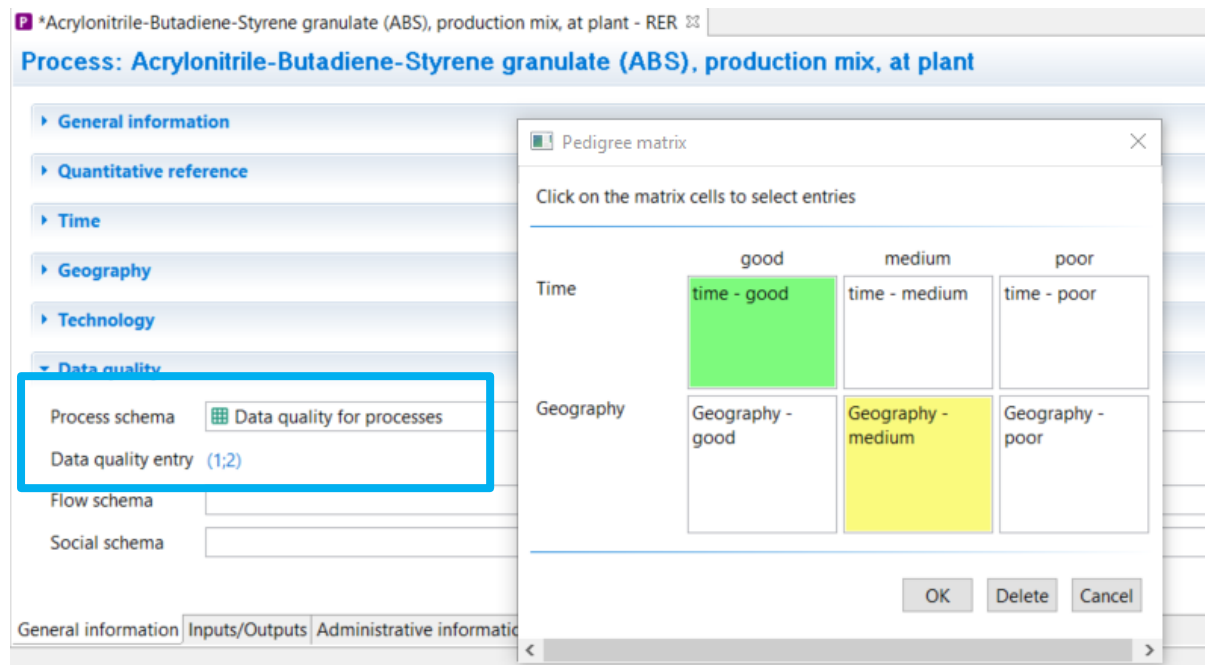 *Acrylonitrile-Butadiene-Styrene granulate (ABS), production mix, at plant - RER
Process: Acrylonitrile-Butadiene-Styrene granulate (ABS), production mix, at plant
General information
Quantitative reference
Time
Geography
Technology
Data quality
Process schema
Data quality for processes
Data quality entry (1;2)
Flow schema
Social schema
General information
Inputs/Outputs
Administrative informatio
Pedigree matrix
Click on the matrix cells to select entries
good medium poor
Time
time - good
time - medium
time - poor
Geography
Geography -
good
Geography -
medium
Geography -
poor
OK
Delete
Cancel